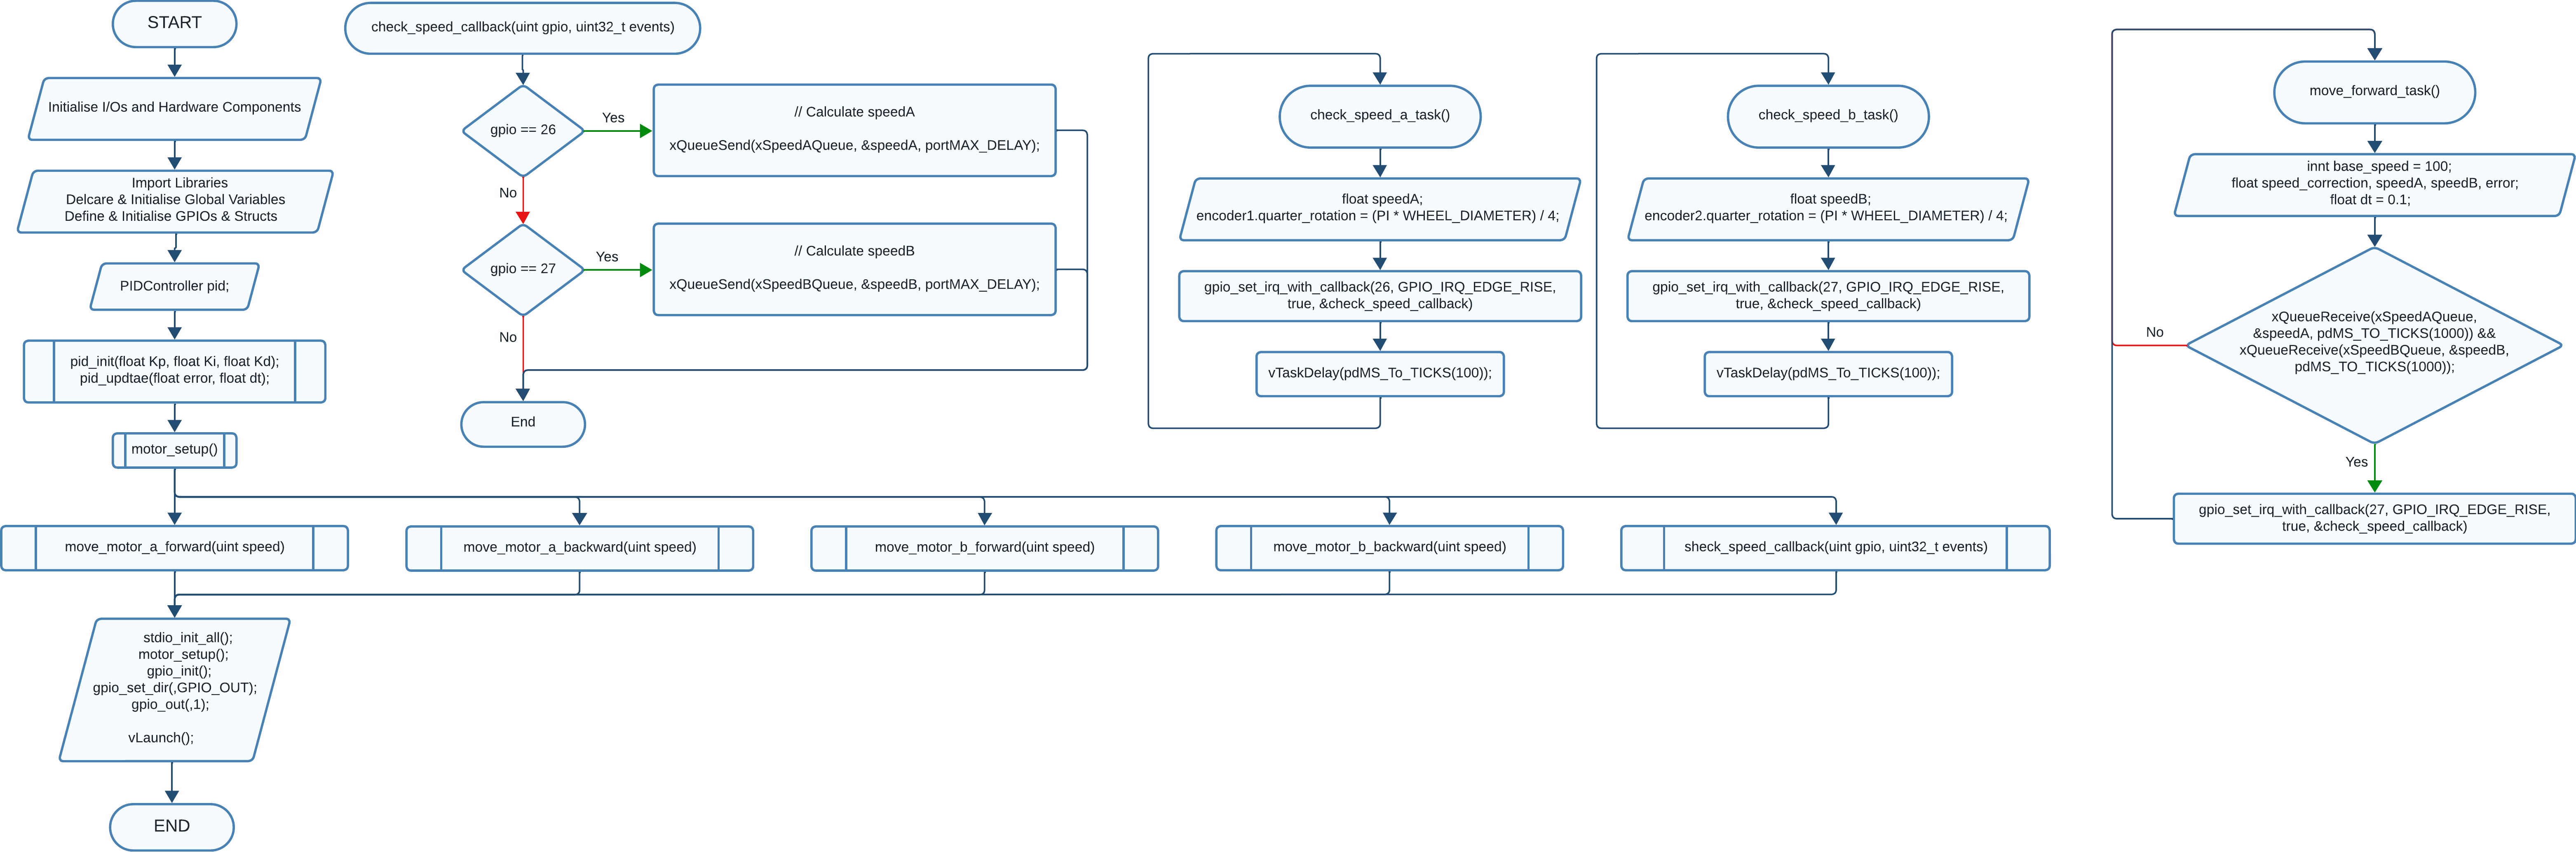 START
Initialise I/Os and Hardware Components
Import Libraries
Delcare & Initialise Global Variables
Define & Initialise GPIOs & Structs
PIDController pid;
pid_init(float Kp, float Ki, float Kd);
pid_updtae(float error, float dt);
motor_setup()
move_motor_a_forward(uint speed)
move_motor_a_backward(uint speed)
move_motor_b_forward(uint speed)
move_motor_b_backward(uint speed)
sheck_speed_callback(uint gpio, uint32_t events)
stdio_init_all();
motor_setup();
gpio_init();
gpio_set_dir(,GPIO_OUT);
gpio_out(,1);
vLaunch();
END
check_speed_callback(uint gpio, uint32_t events)
gpio == 26
Yes
// Calculate speedA
xQueueSend(xSpeedAQueue, &speedA, portMAX_DELAY);
No
gpio == 27
Yes
// Calculate speedB
xQueueSend(xSpeedBQueue, &speedB, portMAX_DELAY);
No
End
check_speed_a_task()
float speedA;
encoder1.quarter_rotation = (PI * WHEEL_DIAMETER) / 4;
gpio_set_irq_with_callback(26, GPIO_IRQ_EDGE_RISE,
true, &check_speed_callback)
vTaskDelay(pdMS_To_TICKS(100));
check_speed_b_task()
float speedB;
encoder2.quarter_rotation = (PI * WHEEL_DIAMETER) / 4;
gpio_set_irq_with_callback(27, GPIO_IRQ_EDGE_RISE,
true, &check_speed_callback)
vTaskDelay(pdMS_To_TICKS(100));
move_forward_task()
innt base_speed = 100;
float speed_correction, speedA, speedB, error;
float dt = 0.1;
xQueueReceive(xSpeedAQueue,
&speedA, pdMS_TO_TICKS(1000)) &&
xQueueReceive(xSpeedBQueue, &speedB,
pdMS_TO_TICKS(1000));
No
Yes
gpio_set_irq_with_callback(27, GPIO_IRQ_EDGE_RISE,
true, &check_speed_callback)